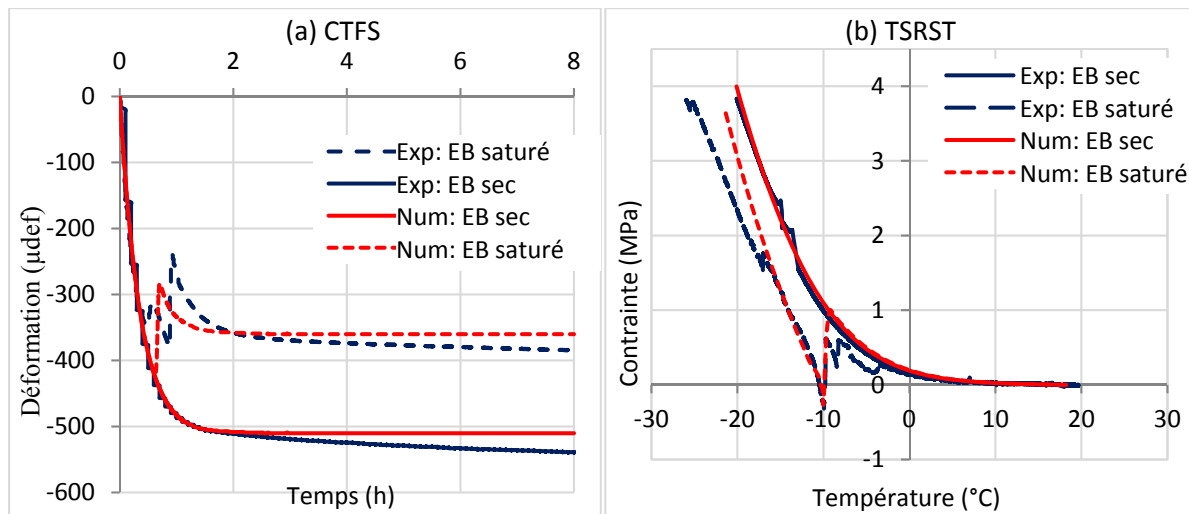 (a) CTFS
0 2 4 6 8
0
-100
-200
-300
-400
-500
-600
Déformation (µdef)
Temps (h)
Exp: EB saturé
Exp: EB sec
Num: EB sec
Num: EB saturé
(b) TSRST
4
3
2
1
0
-1
Contrainte (MPa)
-30 -20 -10 0 10 20 30
Température (°C)
Exp: EB sec
Exp: EB saturé
Num: EB sec
Num: EB saturé